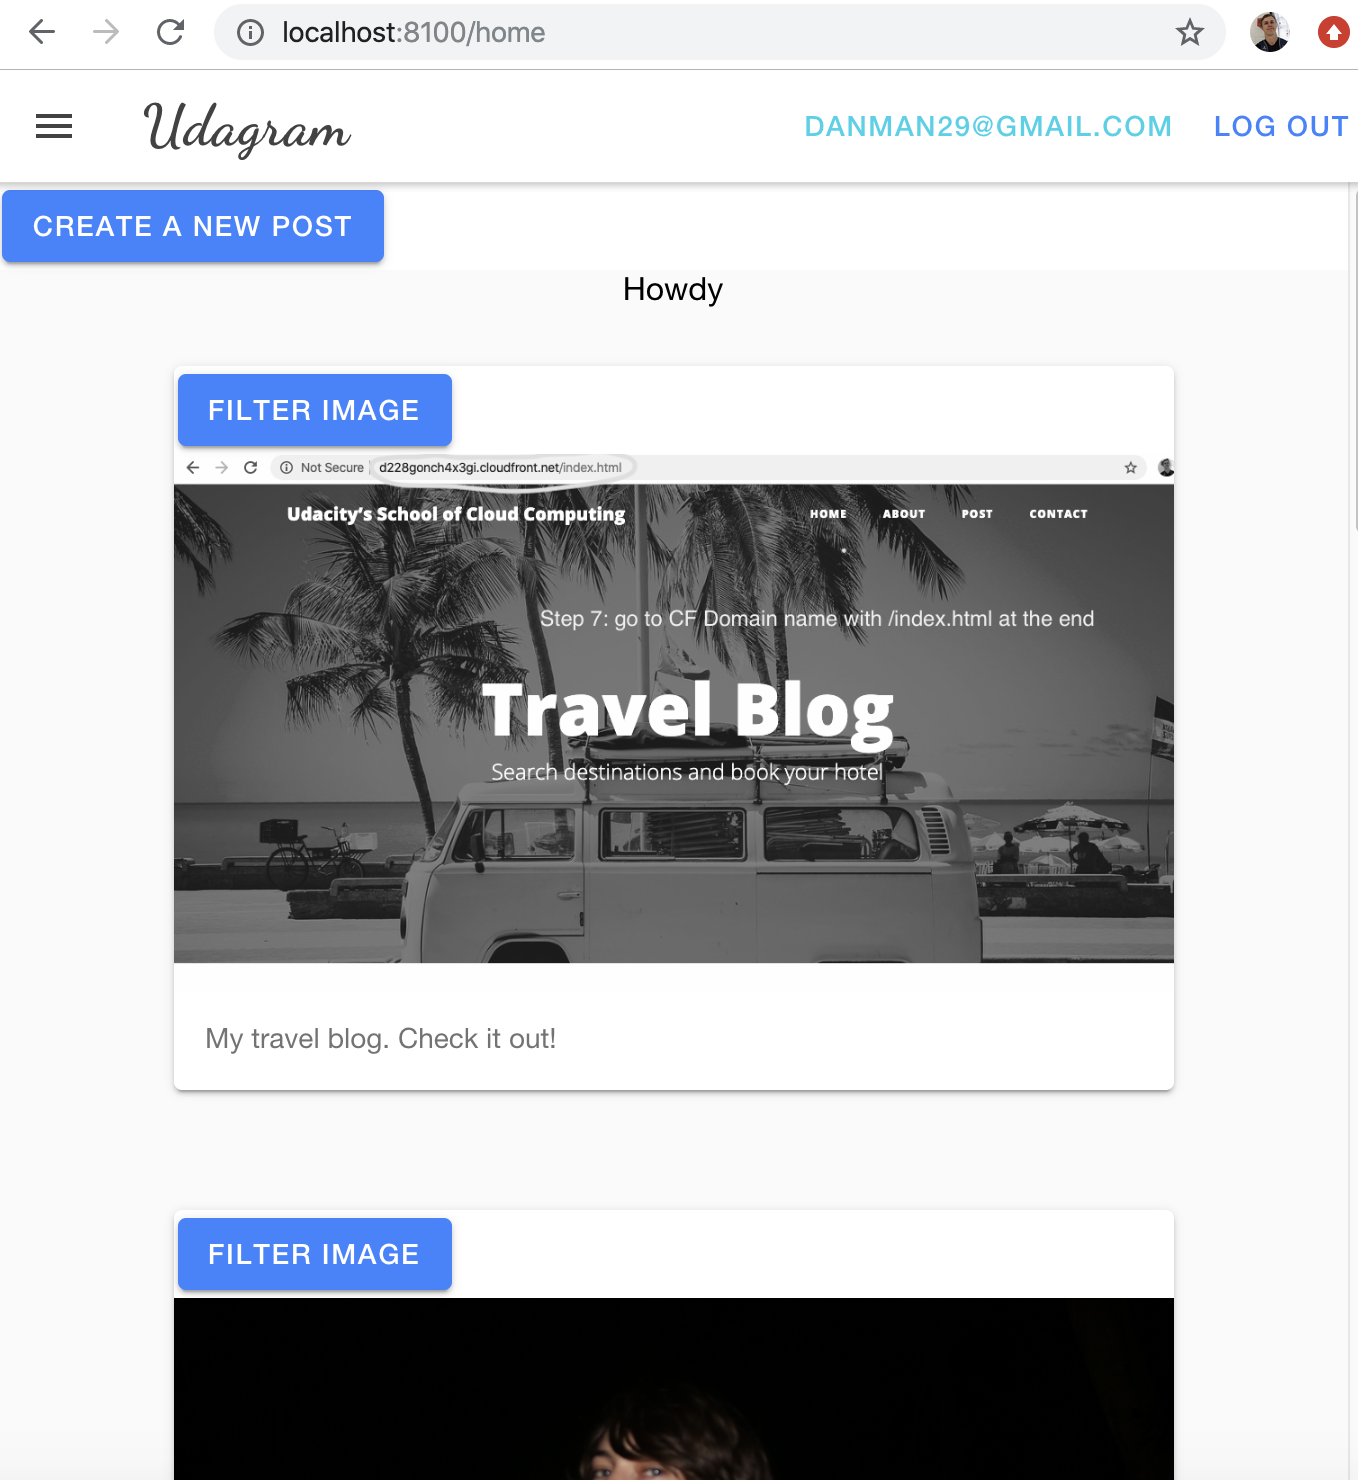 localhost:8100/home
Udagram
DANMAN29@GMAIL.COM LOG OUT
CREATE A NEW POST
Howdy
FILTER IMAGE
Not Secure | d228gonch4x3gi.cloudfront.net/index.html
Udacity's School of Cloud Computing
HOME ABOUT POST CONTACT
Step 7: go to CF Domain name with /index.html at the end
Travel Blog
Search destinations and book your hotel
My travel blog. Check it out!
FILTER IMAGE